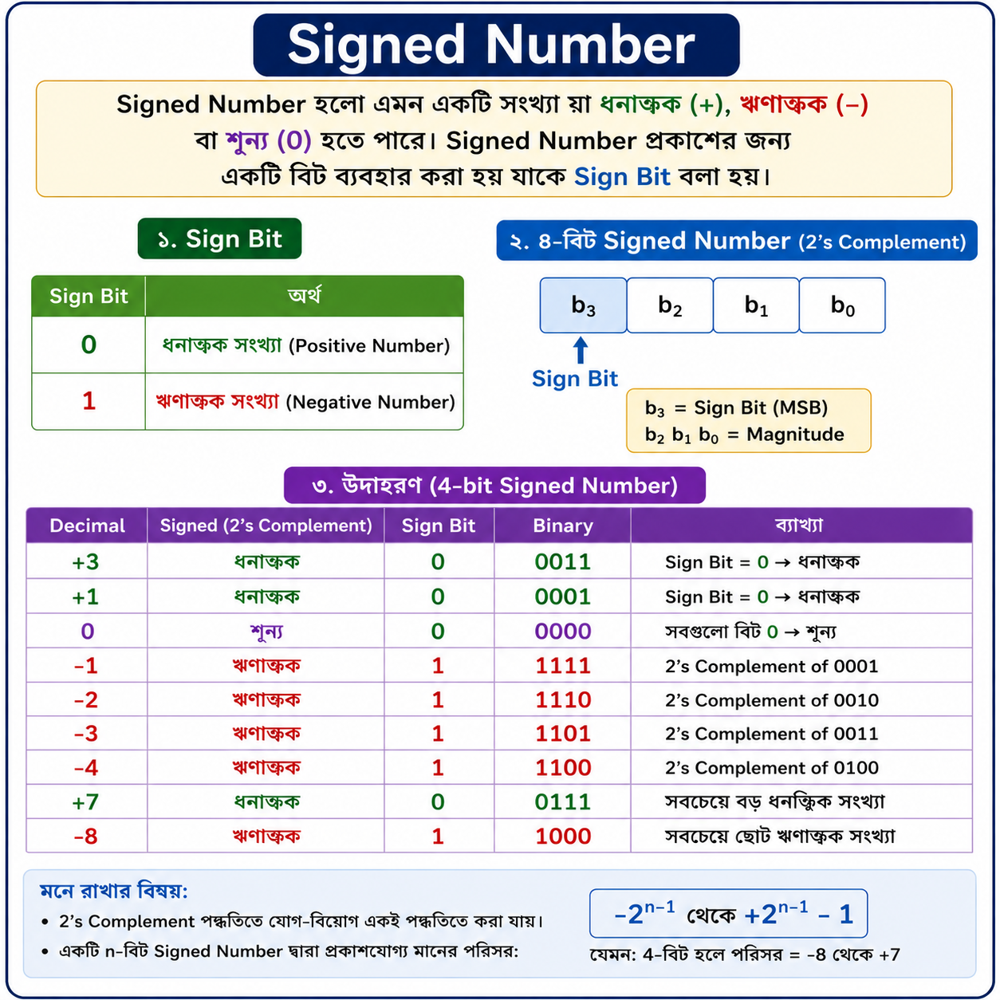 Signed Number
Signed Number হলো এমন একটি সংখ্যা য়া ধনাত্মক (+), ঋণাত্মক (–)
বা শূন্য (0) হতে পারে। Signed Number প্রকাশের জন্য
একটি বিট ব্যবহার করা হয় যাকে Sign Bit বলা হয়।
১. Sign Bit
Sign Bit অর্থ
0 ধনাত্মক সংখ্যা (Positive Number)
1 ঋণাত্মক সংখ্যা (Negative Number)
২. ৪-বিট Signed Number (2's Complement)
b₃ b₂ b₁ b₀
Sign Bit
b₃ = Sign Bit (MSB)
b₂ b₁ b₀ = Magnitude
৩. উদাহরণ (4-bit Signed Number)
Decimal Signed (2's Complement) Sign Bit Binary ব্যাখ্যা
+3 ধনাত্মক 0 0011 Sign Bit = 0 → ধনাত্মক
+1 ধনাত্মক 0 0001 Sign Bit = 0 → ধনাত্মক
0 শূন্য 0 0000 সবগুলো বিট 0 → শূন্য
–1 ঋণাত্মক 1 1111 2's Complement of 0001
–2 ঋণাত্মক 1 1110 2's Complement of 0010
–3 ঋণাত্মক 1 1101 2's Complement of 0011
–4 ঋণাত্মক 1 1100 2's Complement of 0100
+7 ধনাত্মক 0 0111 সবচেয়ে বড় সংখ্যা
–8 ঋণাত্মক 1 1000 সবচেয়ে ছোট ঋণাত্মক সংখ্যা
মনে রাখার বিষয়:
• 2's Complement পদ্ধতিতে যোগ-বিয়োগ একই পদ্ধতিতে করা যায়।
• একটি n-বিট Signed Number দ্বারা প্রকাশযোগ্য মানের পরিসর:
–2ⁿ⁻¹ থেকে +2ⁿ⁻¹ – 1
যেমন: 4-বিট হলে পরিসর = -8 থেকে +7